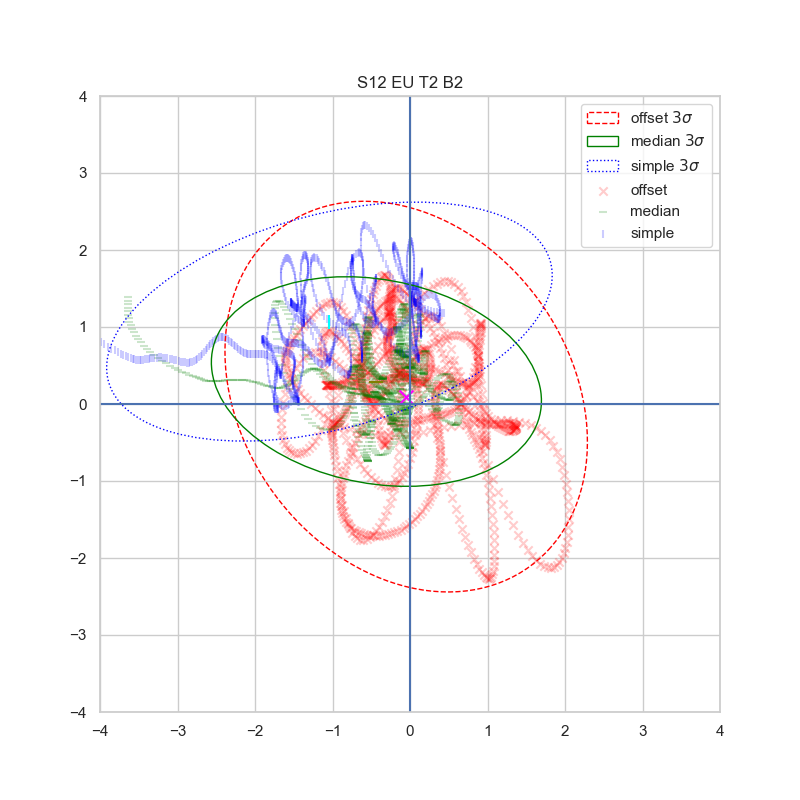 S12 EU T2 B2
offset 3σ
median 3σ
simple 3σ
offset
median
simple
4
3
2
1
0
−1
−2
−3
−4
−4 −3 −2 −1 0 1 2 3 4